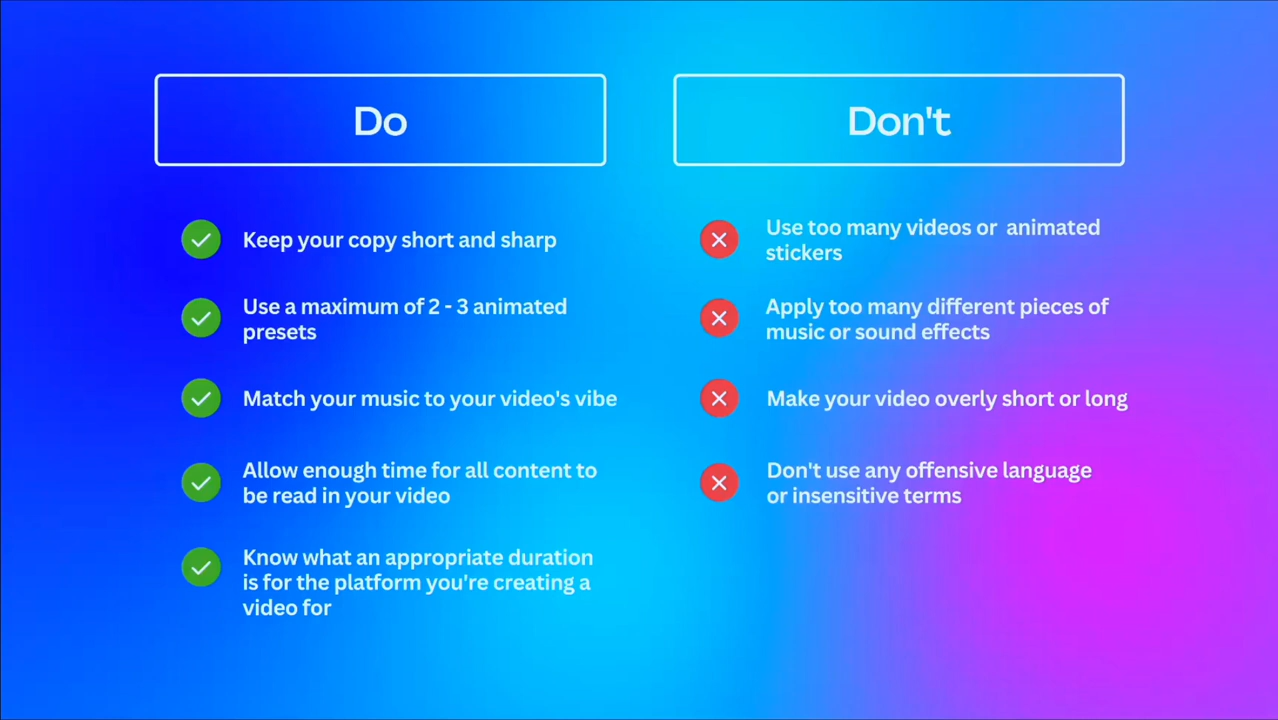 Do
Keep your copy short and sharp
Use a maximum of 2 - 3 animated
presets
Match your music to your video's vibe
Allow enough time for all content to
be read in your video
Know what an appropriate duration
is for the platform you're creating a
video for
Don't
Use too many videos or  animated
stickers
Apply too many different pieces of
music or sound effects
Make your video overly short or long
Don't use any offensive language
or insensitive terms